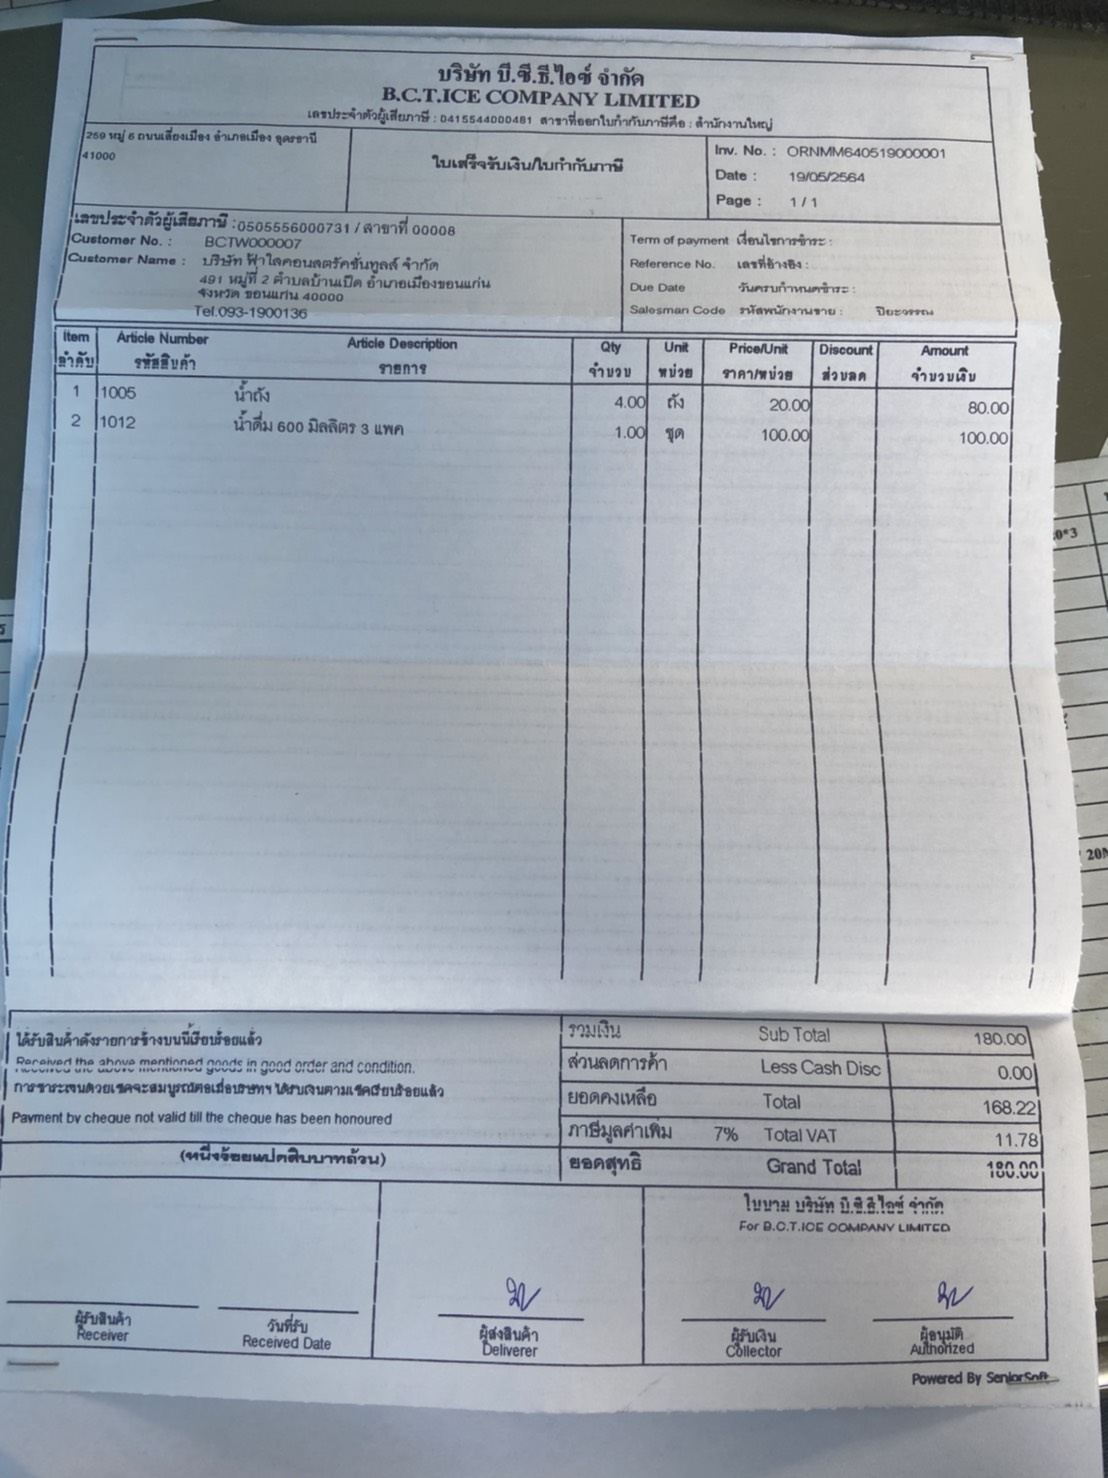 บริษัท บี.ซี.ธี.ไอซ์ จำกัด
B.C.T.ICE COMPANY LIMITED
เลขประจำตัวผู้เสียภาษี : 0415544000481 สาขาที่ออกใบกำกับภาษีคือ : สำนักงานใหญ่
259 หมู่ 6 ถนนเลี่ยงเมือง อำเภอเมือง อุดรธานี
41000
ใบเสร็จรับเงิน/ใบกำกับภาษี
Inv. No. : ORNMM640519000001
Date : 19/05/2564
Page : 1 / 1
เลขประจำตัวผู้เสียภาษี : 0505556000731 / สาขาที่ 00008
Customer No. : BCTW000007
Customer Name : บริษัท ฟ้าใสคอนสตรัคชั่นทูลส์ จำกัด
491 หมู่ที่ 2 ตำบลบ้านเป็ด อำเภอเมืองขอนแก่น
จังหวัด ขอนแก่น 40000
Tel.093-1900136
Term of payment เงื่อนไขการชำระ :
Reference No. เลขที่อ้างอิง :
Due Date วันครบกำหนดชำระ :
Salesman Code รหัสพนักงานขาย : ปิยะวรรณ
Item Article Number Article Description Qty Unit Price/Unit Discount Amount
ลำดับ รหัสสินค้า รายการ จำนวน หน่วย ราคา/หน่วย ส่วนลด จำนวนเงิน
1 1005 น้ำถัง 4.00 ถัง 20.00 80.00
2 1012 น้ำดื่ม 600 มิลลิตร 3 แพค 1.00 ชุด 100.00 100.00
ได้รับสินค้าดังรายการข้างบนนี้เรียบร้อยแล้ว
Received the above mentioned goods in good order and condition.
การชำระเงินด้วยเชคจะสมบูรณ์ต่อเมื่อบริษัทฯ ได้รับเงินตามเชคเรียบร้อยแล้ว
Payment by cheque not valid till the cheque has been honoured
(หนึ่งร้อยแปดสิบบาทถ้วน)
รวมเงิน Sub Total 180.00
ส่วนลดการค้า Less Cash Disc 0.00
ยอดคงเหลือ Total 168.22
ภาษีมูลค่าเพิ่ม 7% Total VAT 11.78
ยอดสุทธิ Grand Total 180.00
ในนาม บริษัท บี.ซี.ธี.ไอซ์ จำกัด
For B.C.T.ICE COMPANY LIMITED
ผู้รับสินค้า วันที่รับ ผู้ส่งสินค้า ผู้รับเงิน ผู้อนุมัติ
Receiver Received Date Deliverer Collector Authorized
Powered By SeniorSoft